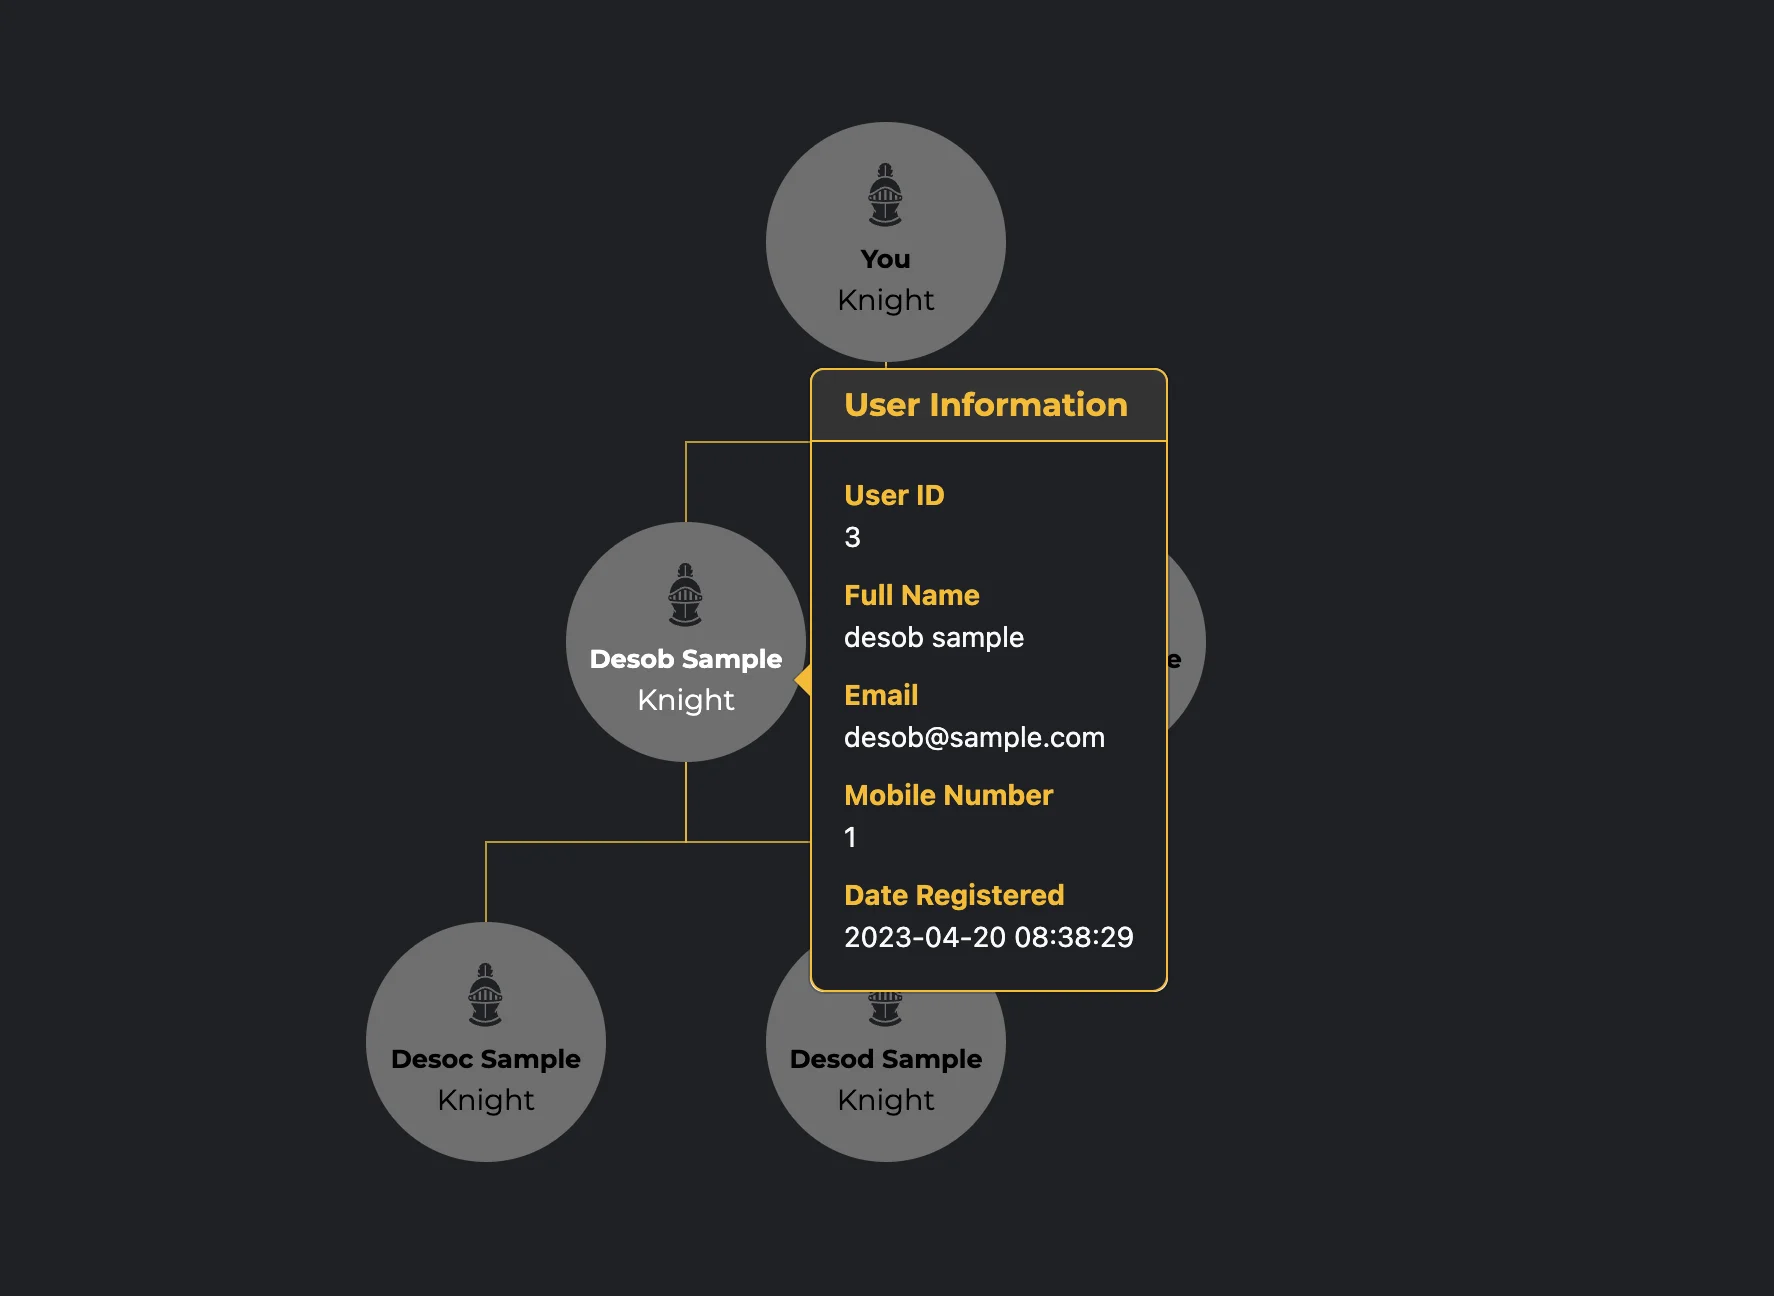 You
Knight
User Information
User ID
3
Full Name
desob sample
Email
desob@sample.com
Mobile Number
1
Date Registered
2023-04-20 08:38:29
Desob Sample
Knight
Desoc Sample
Knight
Desod Sample
Knight